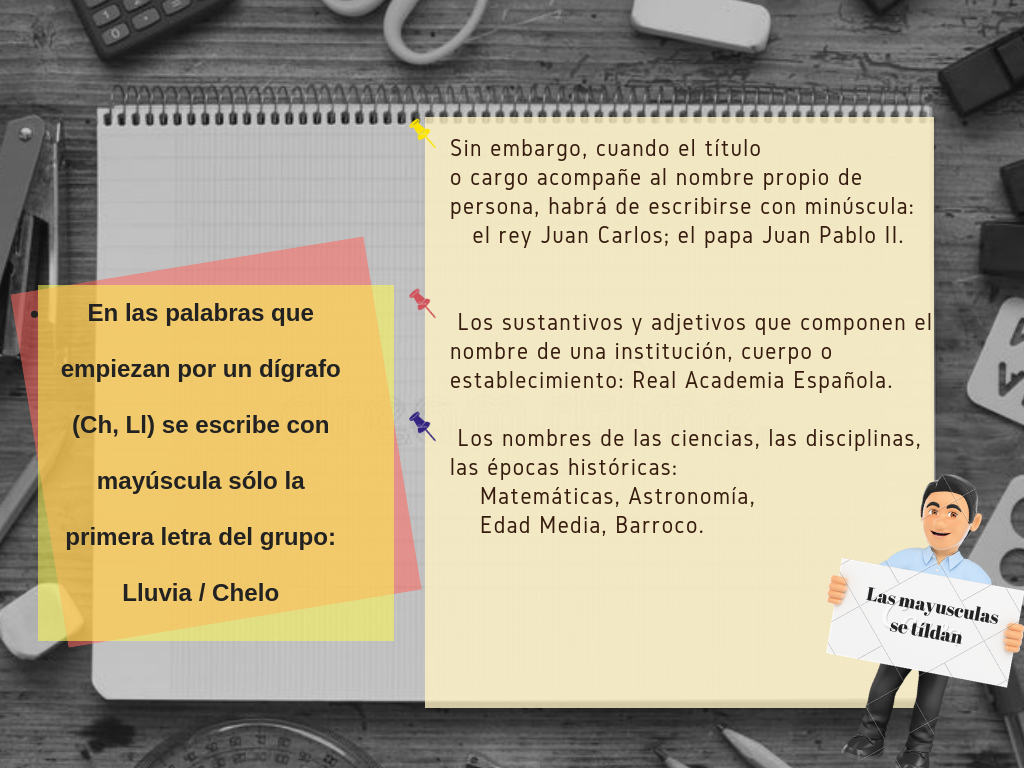 • En las palabras que
empiezan por un dígrafo
(Ch, Ll) se escribe con
mayúscula sólo la
primera letra del grupo:
Lluvia / Chelo
Sin embargo, cuando el título
o cargo acompañe al nombre propio de
persona, habrá de escribirse con minúscula:
el rey Juan Carlos; el papa Juan Pablo II.
Los sustantivos y adjetivos que componen el
nombre de una institución, cuerpo o
establecimiento: Real Academia Española.
Los nombres de las ciencias, las disciplinas,
las épocas históricas:
Matemáticas, Astronomía,
Edad Media, Barroco.
Las mayusculas
se tíldan